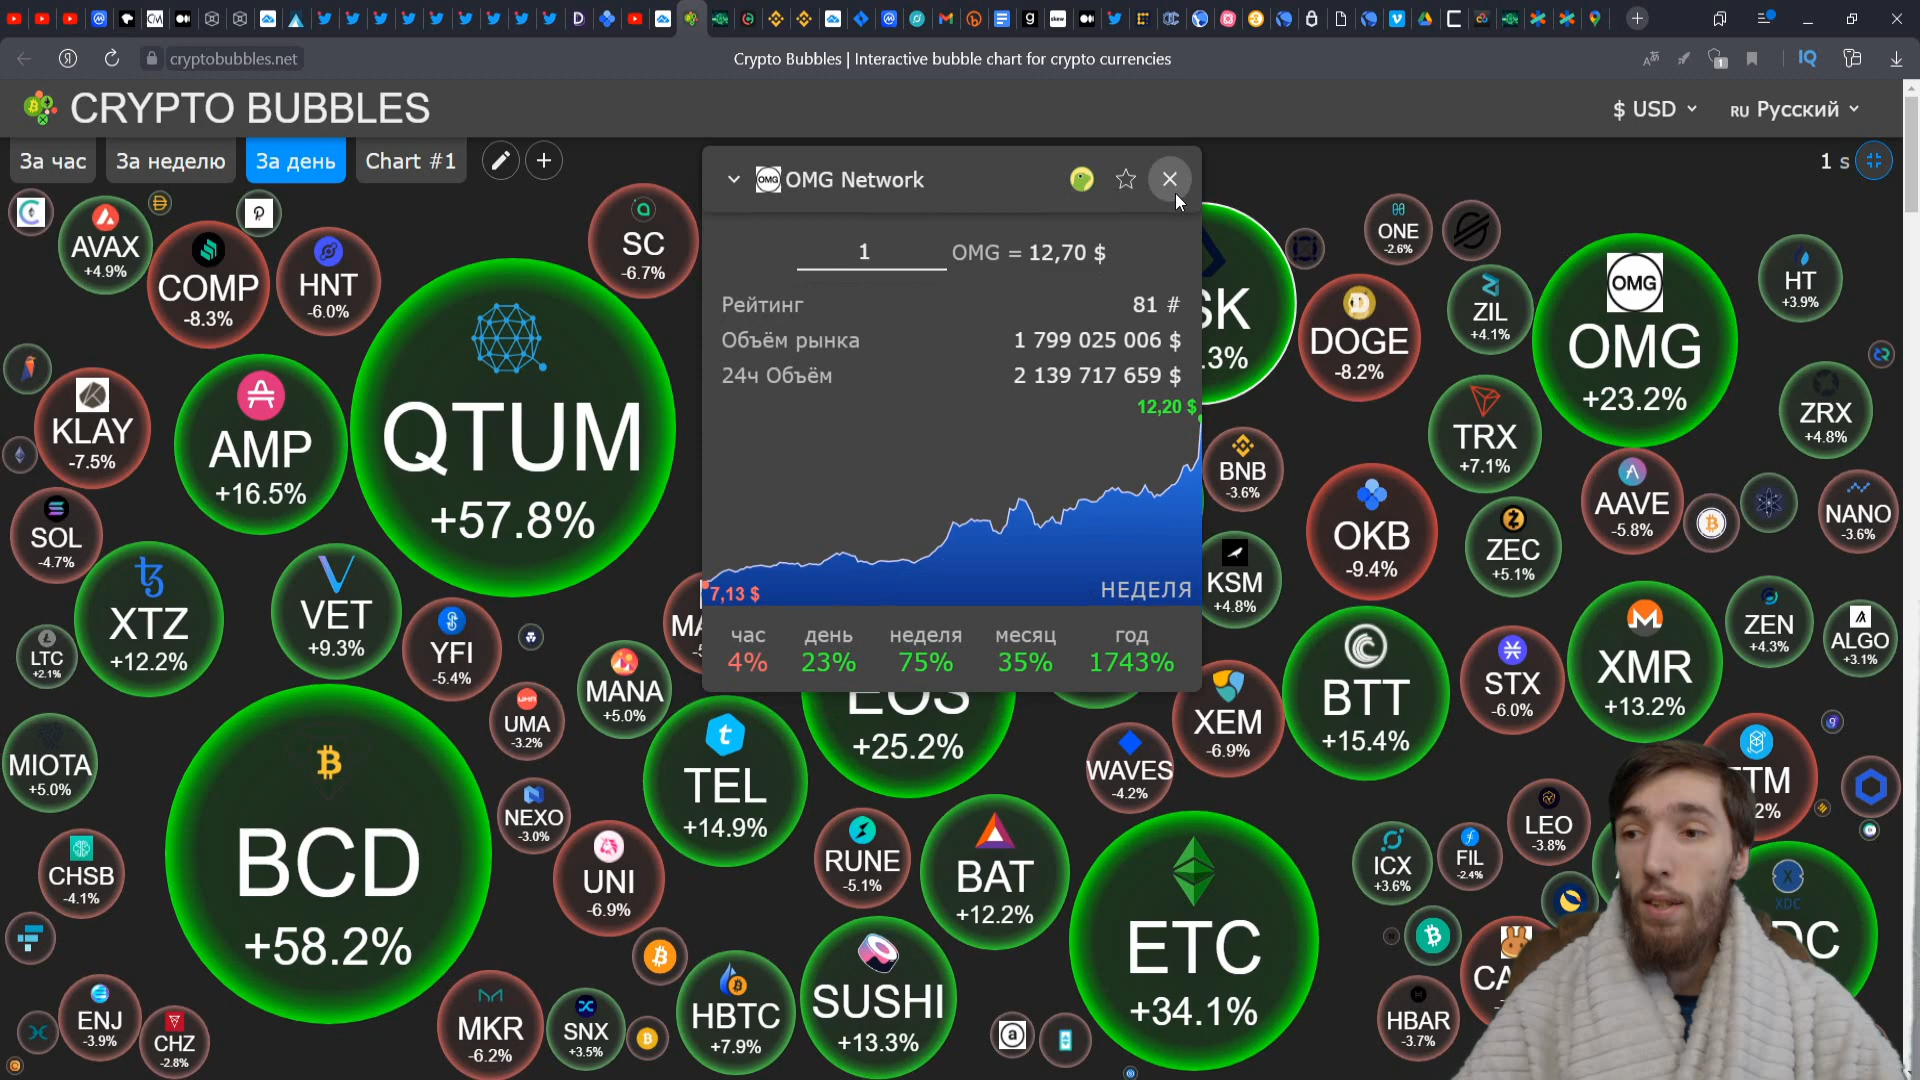 cryptobubbles.net
Crypto Bubbles | Interactive bubble chart for crypto currencies
CRYPTO BUBBLES
$ USD
RU Русский
За час
За неделю
За день
Chart #1
1 s
OMG Network
1
OMG = 12,70 $
Рейтинг
81 #
Объём рынка
1 799 025 006 $
24ч Объём
2 139 717 659 $
12,20 $
7,13 $
НЕДЕЛЯ
час
день
неделя
месяц
год
4%
23%
75%
35%
1743%
AVAX
+4.9%
COMP
-8.3%
HNT
-6.0%
SC
-6.7%
QTUM
+57.8%
KLAY
-7.5%
AMP
+16.5%
SOL
-4.7%
XTZ
+12.2%
VET
+9.3%
YFI
-5.4%
LTC
+2.1%
MANA
+5.0%
UMA
-3.2%
MIOTA
+5.0%
BCD
+58.2%
NEXO
-3.0%
TEL
+14.9%
EOS
+25.2%
CHSB
-4.1%
UNI
-6.9%
RUNE
-5.1%
BAT
+12.2%
ENJ
-3.9%
CHZ
-2.8%
MKR
-6.2%
SNX
+3.5%
HBTC
+7.9%
SUSHI
+13.3%
ETC
+34.1%
SK
.3%
ONE
-2.6%
DOGE
-8.2%
ZIL
+4.1%
OMG
OMG
+23.2%
HT
+3.9%
ZRX
+4.8%
TRX
+7.1%
BNB
-3.6%
OKB
-9.4%
AAVE
-5.8%
NANO
-3.6%
ZEC
+5.1%
KSM
+4.8%
BTT
+15.4%
STX
-6.0%
XMR
+13.2%
ZEN
+4.3%
ALGO
+3.1%
XEM
-6.9%
WAVES
-4.2%
TM
2%
LEO
-3.8%
ICX
+3.6%
FIL
-2.4%
XDC
DC
CA
HBAR
-3.7%